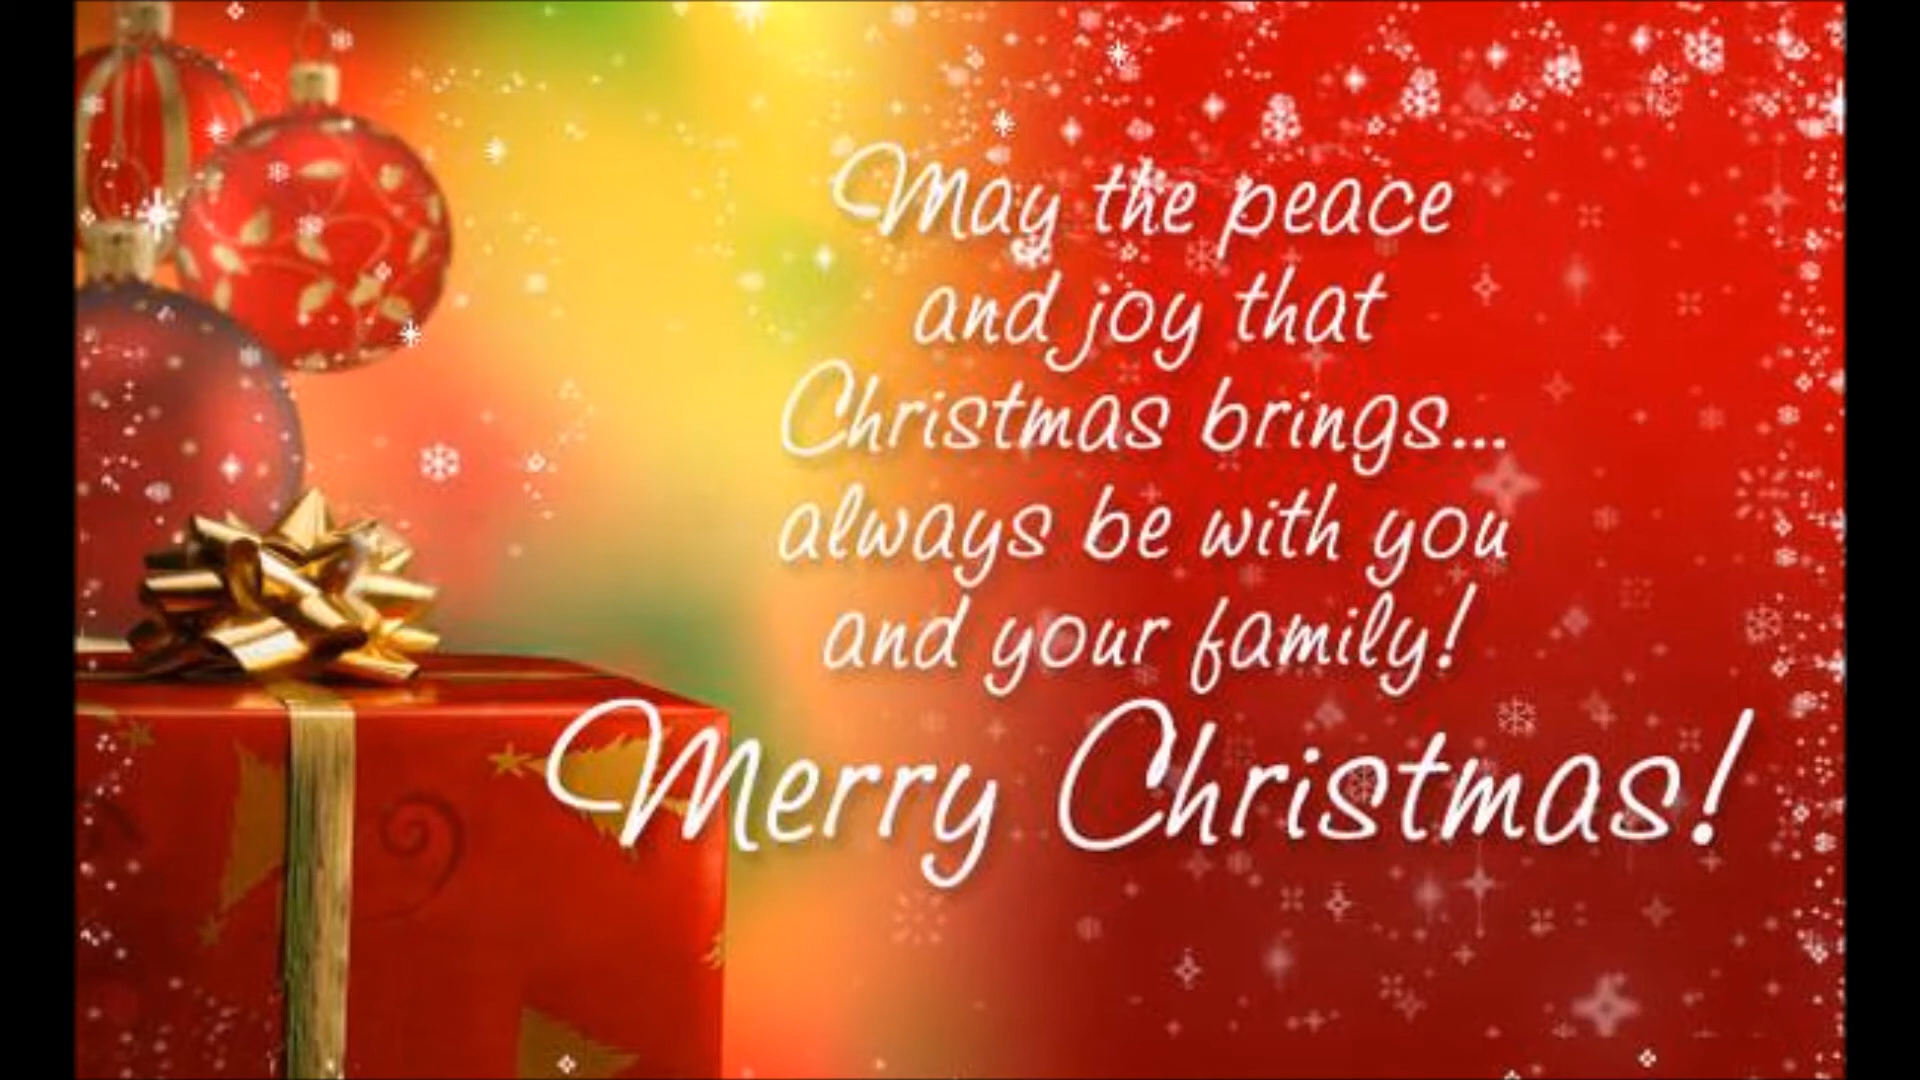 May the peace
and joy that
Christmas brings...
always be with you
and your family!
Merry Christmas!